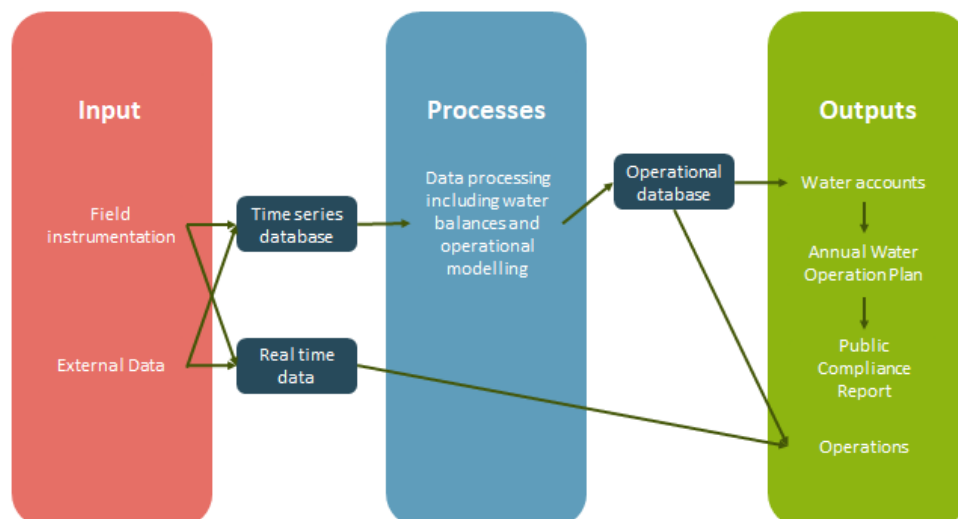 Input
Processes
Outputs
Field
instrumentation
External Data
Time series
database
Real time
data
Data processing
including water
balances and
operational
modelling
Operational
database
Water accounts
Annual Water
Operation Plan
Public
Compliance
Report
Operations